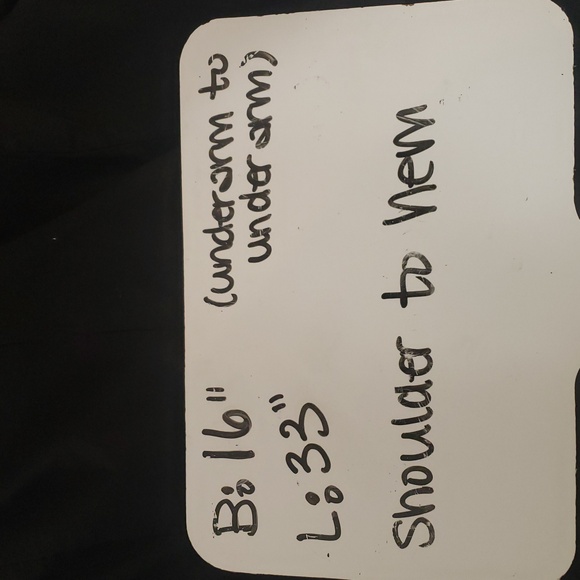 B: 16" (underarm to
underarm)
L: 33"
Shoulder to hem